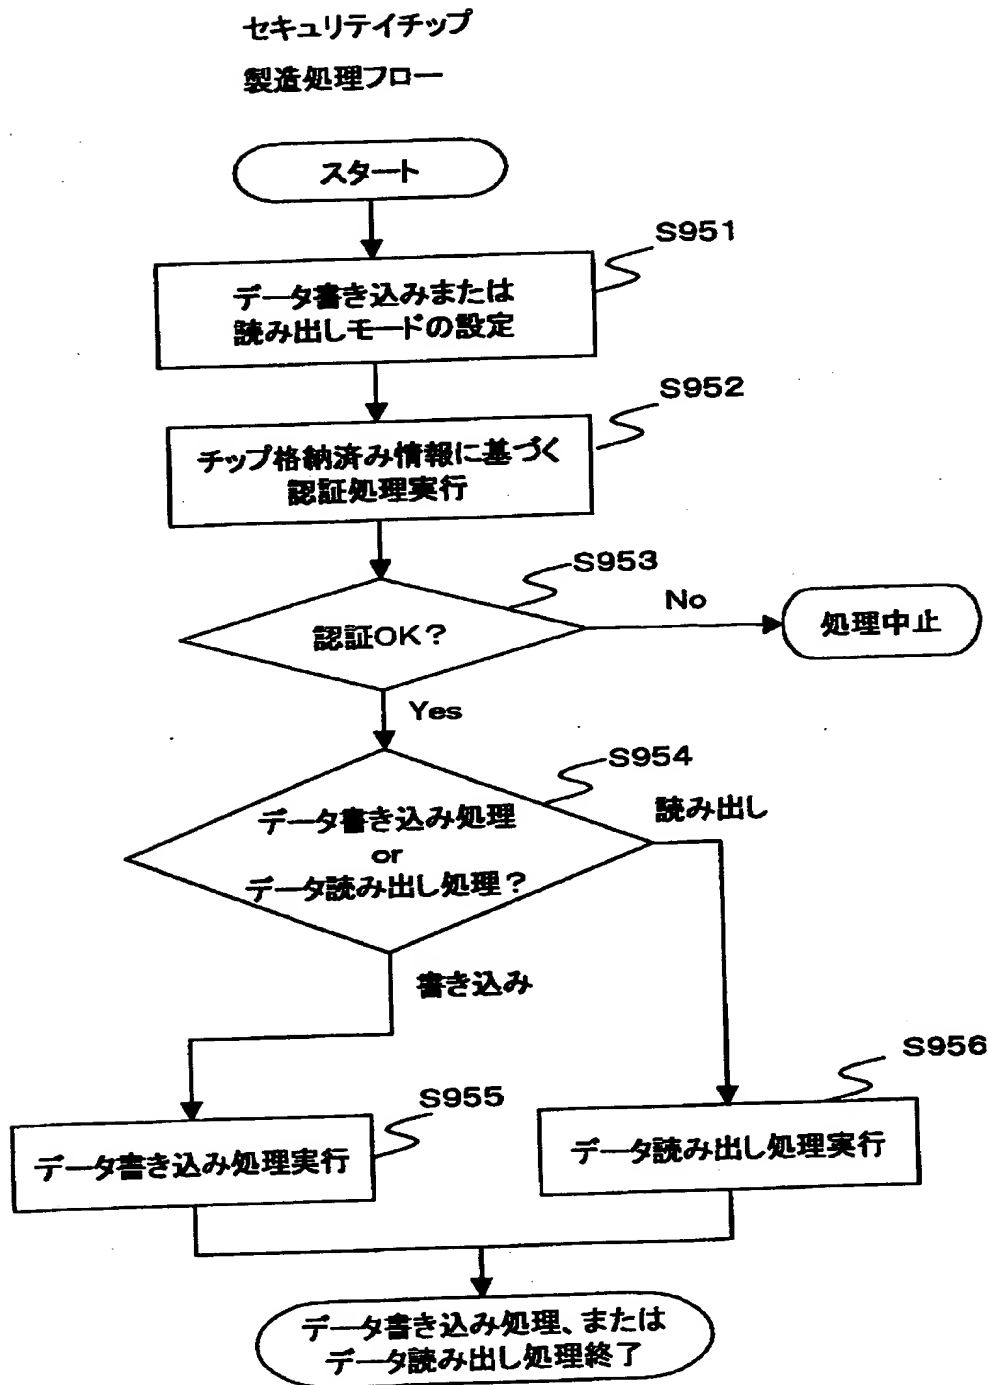 セキュリテイチップ
製造処理フロー
スタート
S951
データ書き込みまたは
読み出しモードの設定
S952
チップ格納済み情報に基づく
認証処理実行
S953
認証OK?
No
処理中止
Yes
S954
データ書き込み処理
or
データ読み出し処理?
読み出し
書き込み
S955
データ書き込み処理実行
S956
データ読み出し処理実行
データ書き込み処理、または
データ読み出し処理終了